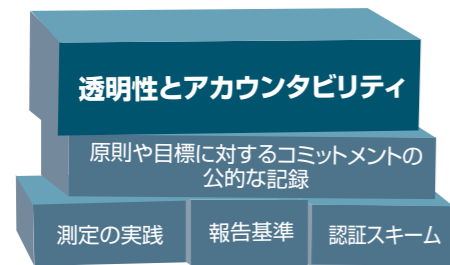 透明性とアカウンタビリティ
原則や目標に対するコミットメントの
公的な記録
測定の実践
報告基準
認証スキーム